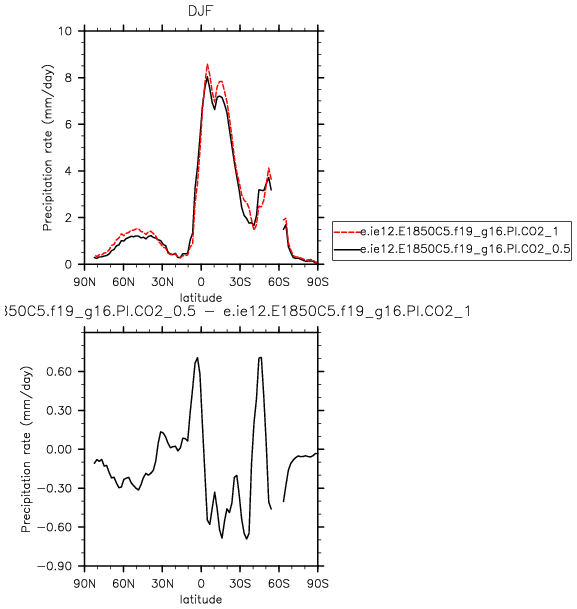 DJF
Precipitation rate (mm/day)
10
8
6
4
2
0
90N 60N 30N 0 30S 60S 90S
latitude
e.ie12.E1850C5.f19_g16.PI.CO2_1
e.ie12.E1850C5.f19_g16.PI.CO2_0.5
850C5.f19_g16.PI.CO2_0.5 − e.ie12.E1850C5.f19_g16.PI.CO2_1
Precipitation rate (mm/day)
0.60
0.30
0.00
−0.30
−0.60
−0.90
90N 60N 30N 0 30S 60S 90S
latitude